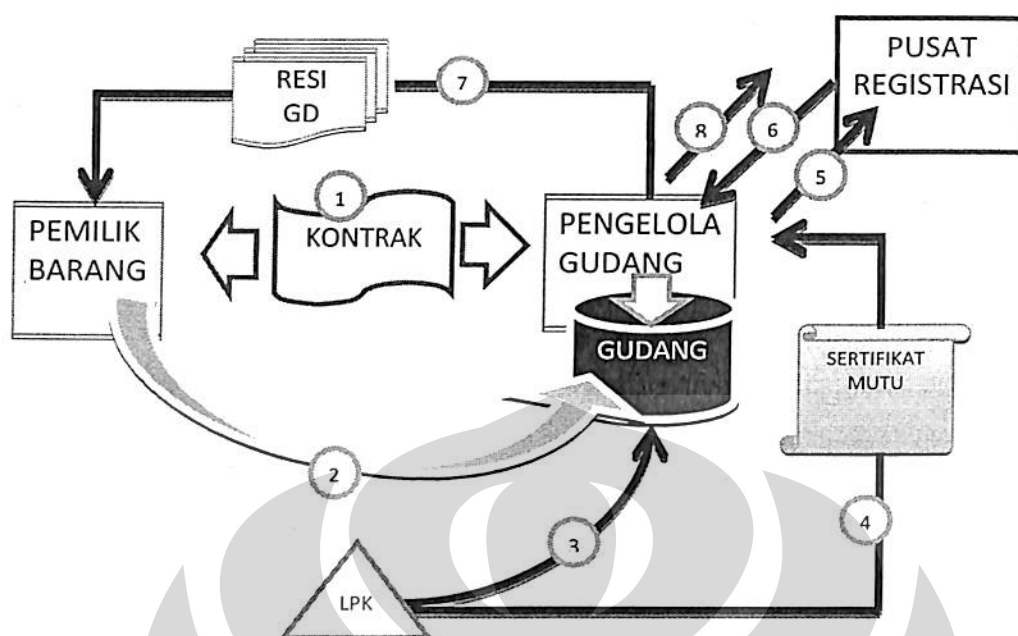 PUSAT
REGISTRASI
RESI
GD
7
8
6
5
1
KONTRAK
PEMILIK
BARANG
PENGELOLA
GUDANG
GUDANG
SERTIFIKAT
MUTU
2
3
4
LPK